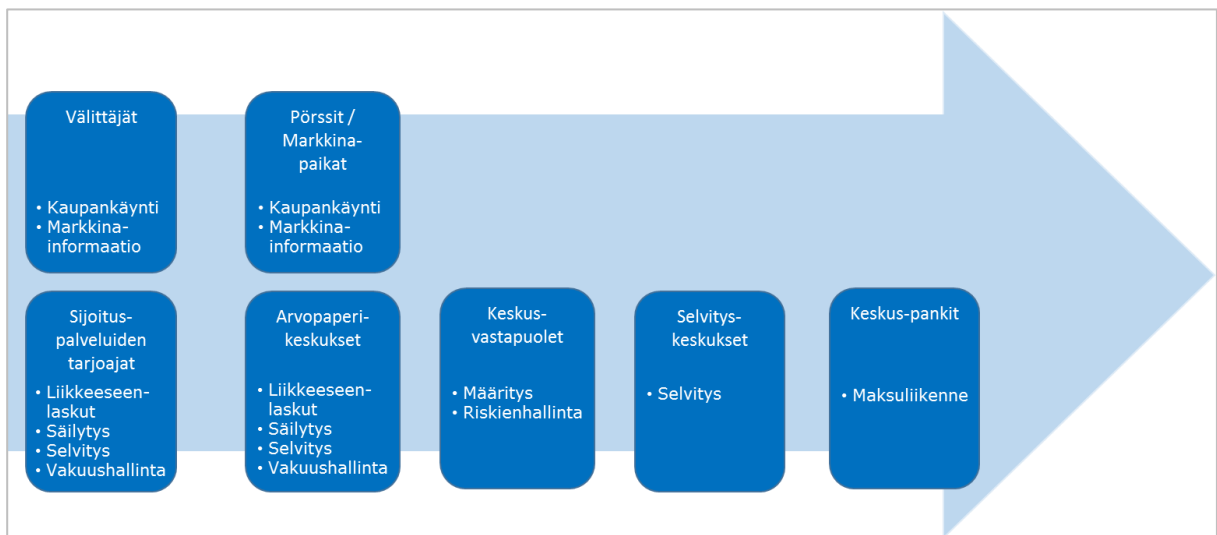 Välittäjät
• Kaupankäynti
• Markkina-
informaatio
Pörssit /
Markkina-
paikat
• Kaupankäynti
• Markkina-
informaatio
Sijoitus-
palveluiden
tarjoajat
• Liikkeeseen-
laskut
• Säilytys
• Selvitys
• Vakuushallinta
Arvopaperi-
keskukset
• Liikkeeseen-
laskut
• Säilytys
• Selvitys
• Vakuushallinta
Keskus-
vastapuolet
• Määritys
• Riskienhallinta
Selvitys-
keskukset
• Selvitys
Keskus-pankit
• Maksuliikenne